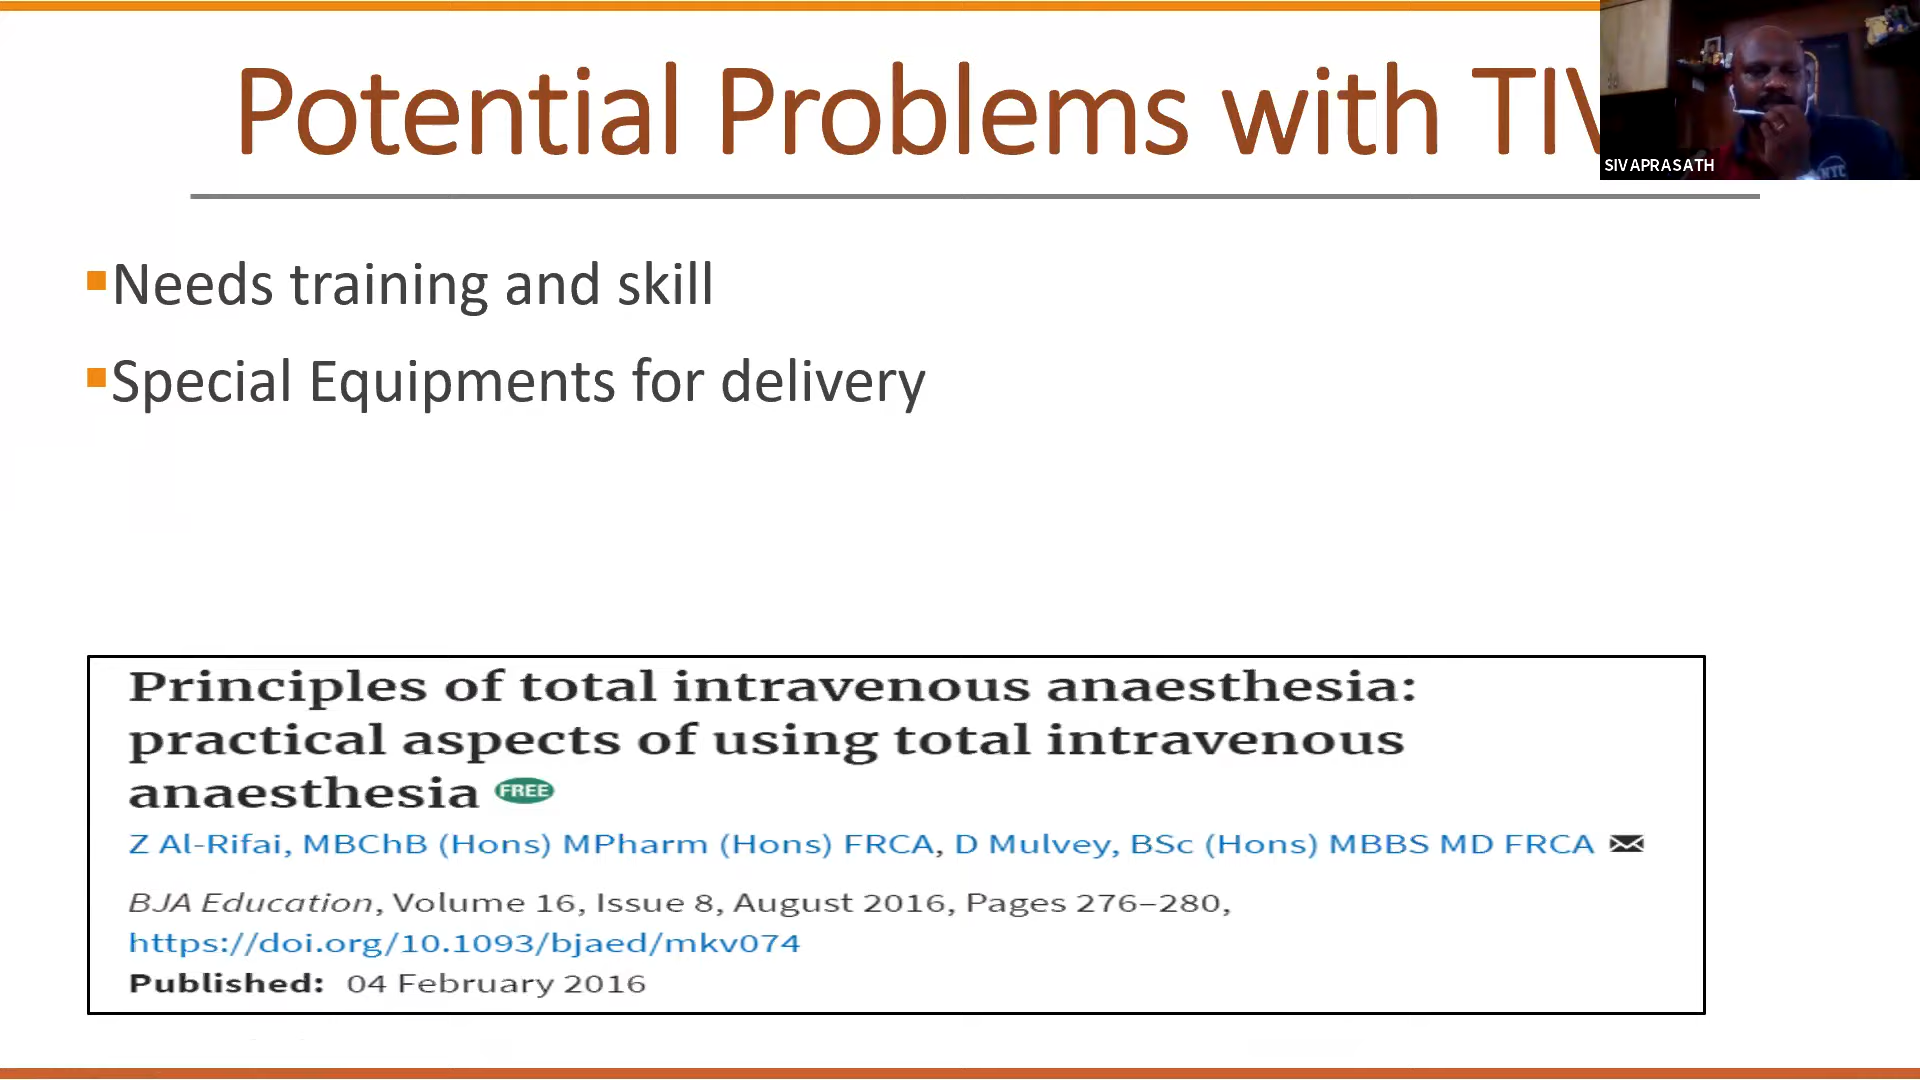 Potential Problems with TIV
SIVAPRASATH
NYC
Needs training and skill
Special Equipments for delivery
Principles of total intravenous anaesthesia:
practical aspects of using total intravenous
anaesthesia FREE
Z Al-Rifai, MBChB (Hons) MPharm (Hons) FRCA, D Mulvey, BSc (Hons) MBBS MD FRCA
BJA Education, Volume 16, Issue 8, August 2016, Pages 276–280,
https://doi.org/10.1093/bjaed/mkv074
Published: 04 February 2016